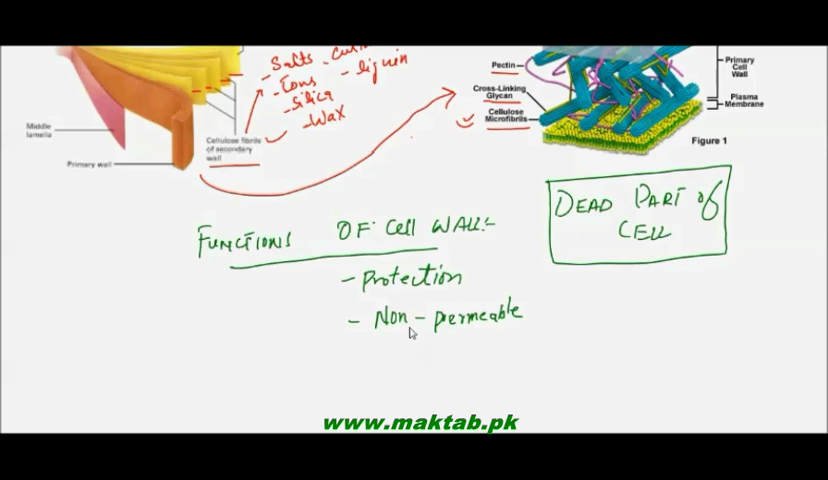 - Salts
- Ions - lignin
- Silica
- Wax
Middle
lamella
Primary wall
Cellulose fibrils
of secondary
wall
Pectin
Cross-Linking
Glycan
Cellulose
Microfibrils
Primary
Cell
Wall
Plasma
Membrane
Figure 1
DEAD PART of
CELL
FUNCTIONS OF Cell WALL:-
- Protection
- Non - permeable
www.maktab.pk